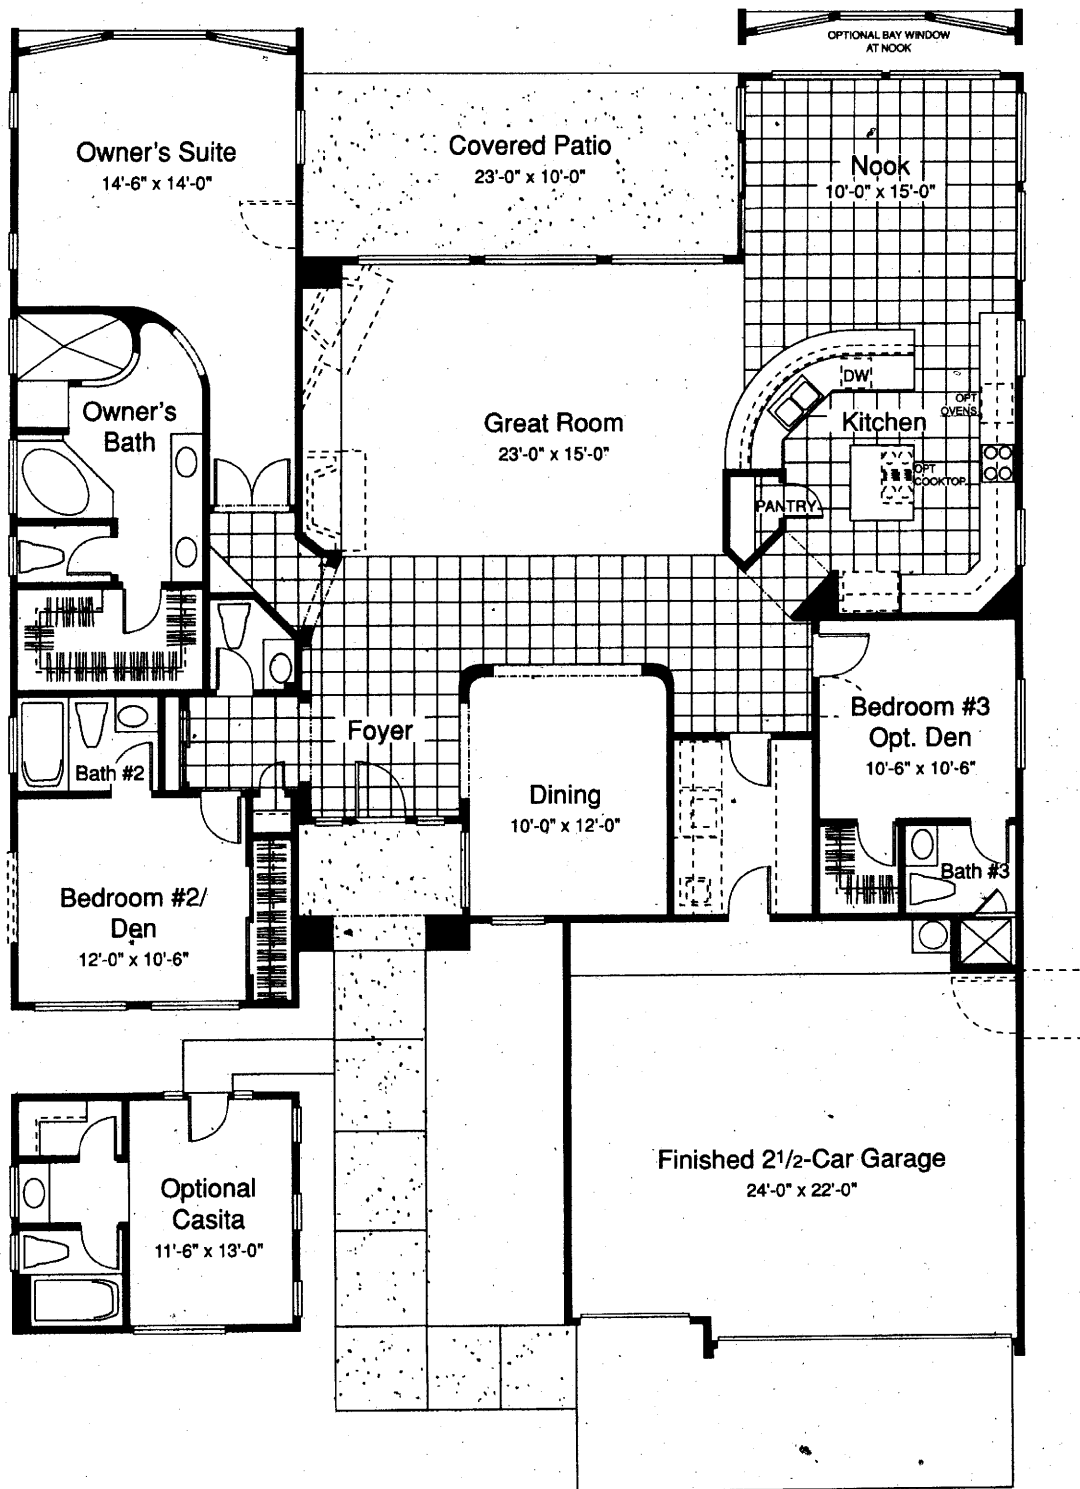 OPTIONAL BAY WINDOW
AT NOOK
Owner's Suite
14'-6" x 14'-0"
Covered Patio
23'-0" x 10'-0"
Nook
10'-0" x 15'-0"
DW
OPT
OVENS
Owner's
Bath
Great Room
23'-0" x 15'-0"
Kitchen
OPT
COOKTOP
PANTRY
Foyer
Bedroom #3
Opt. Den
10'-6" x 10'-6"
Bath #2
Dining
10'-0" x 12'-0"
Bath #3
Bedroom #2/
Den
12'-0" x 10'-6"
Finished 2 1/2-Car Garage
24'-0" x 22'-0"
Optional
Casita
11'-6" x 13'-0"